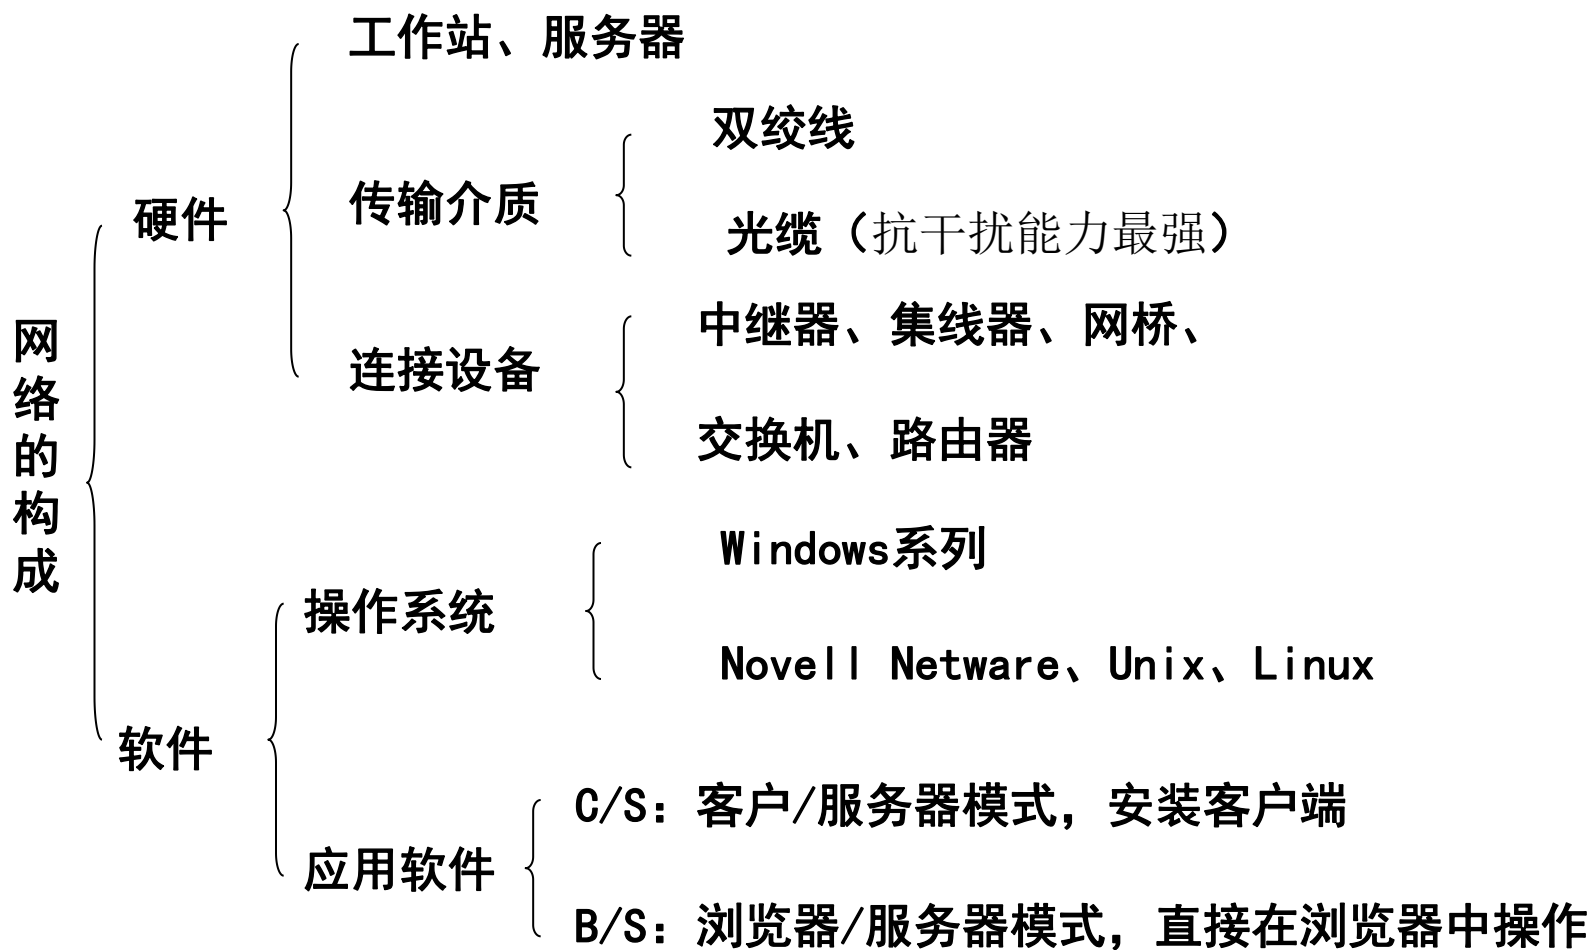 网络的构成
硬件
工作站、服务器
传输介质
双绞线
光缆（抗干扰能力最强）
连接设备
中继器、集线器、网桥、
交换机、路由器
软件
操作系统
Windows系列
Novell Netware、Unix、Linux
应用软件
C/S：客户/服务器模式，安装客户端
B/S：浏览器/服务器模式，直接在浏览器中操作